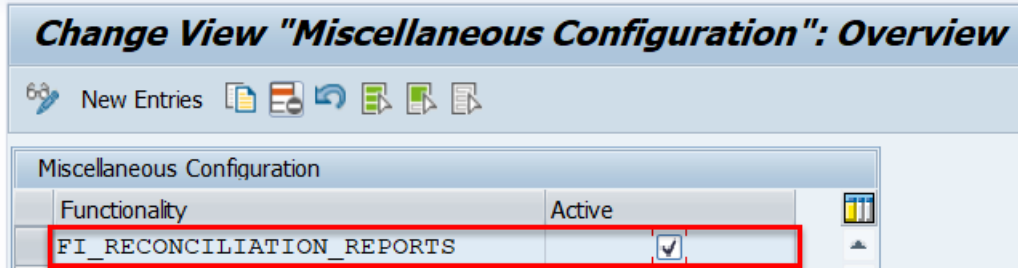 Change View "Miscellaneous Configuration": Overview
New Entries
Miscellaneous Configuration
Functionality Active
FI_RECONCILIATION_REPORTS